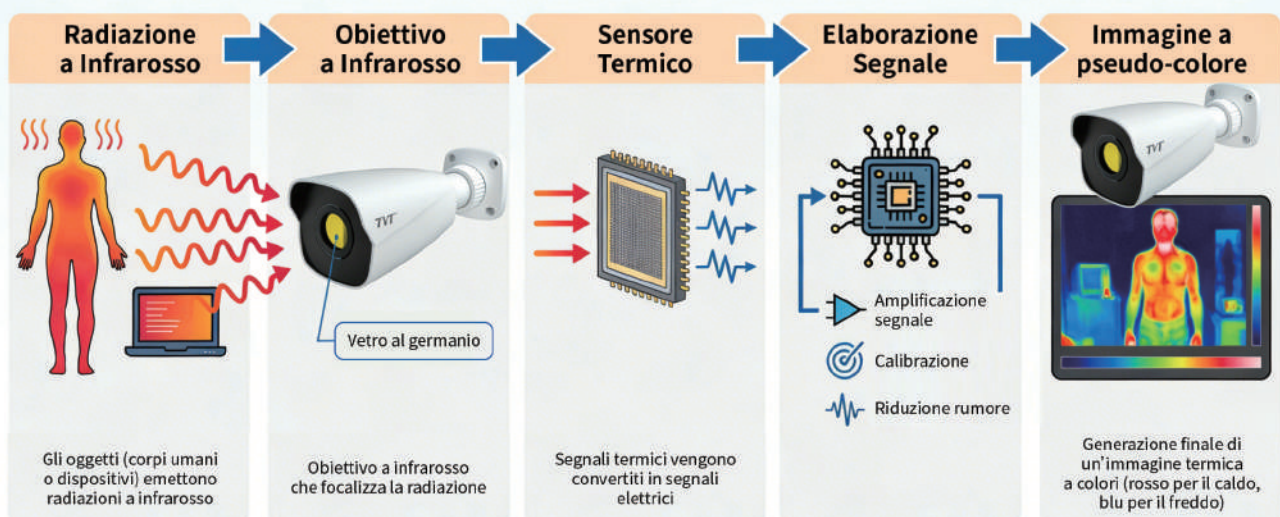 Radiazione
a Infrarosso
Obiettivo
a Infrarosso
Sensore
Termico
Elaborazione
Segnale
Immagine a
pseudo-colore
TVT
Vetro al germanio
Amplificazione
segnale
Calibrazione
Riduzione rumore
TVT
Gli oggetti (corpi umani
o dispositivi) emettono
radiazioni a infrarosso
Obiettivo a infrarosso
che focalizza la radiazione
Segnali termici vengono
convertiti in segnali
elettrici
Generazione finale di
un'immagine termica
a colori (rosso per il caldo,
blu per il freddo)